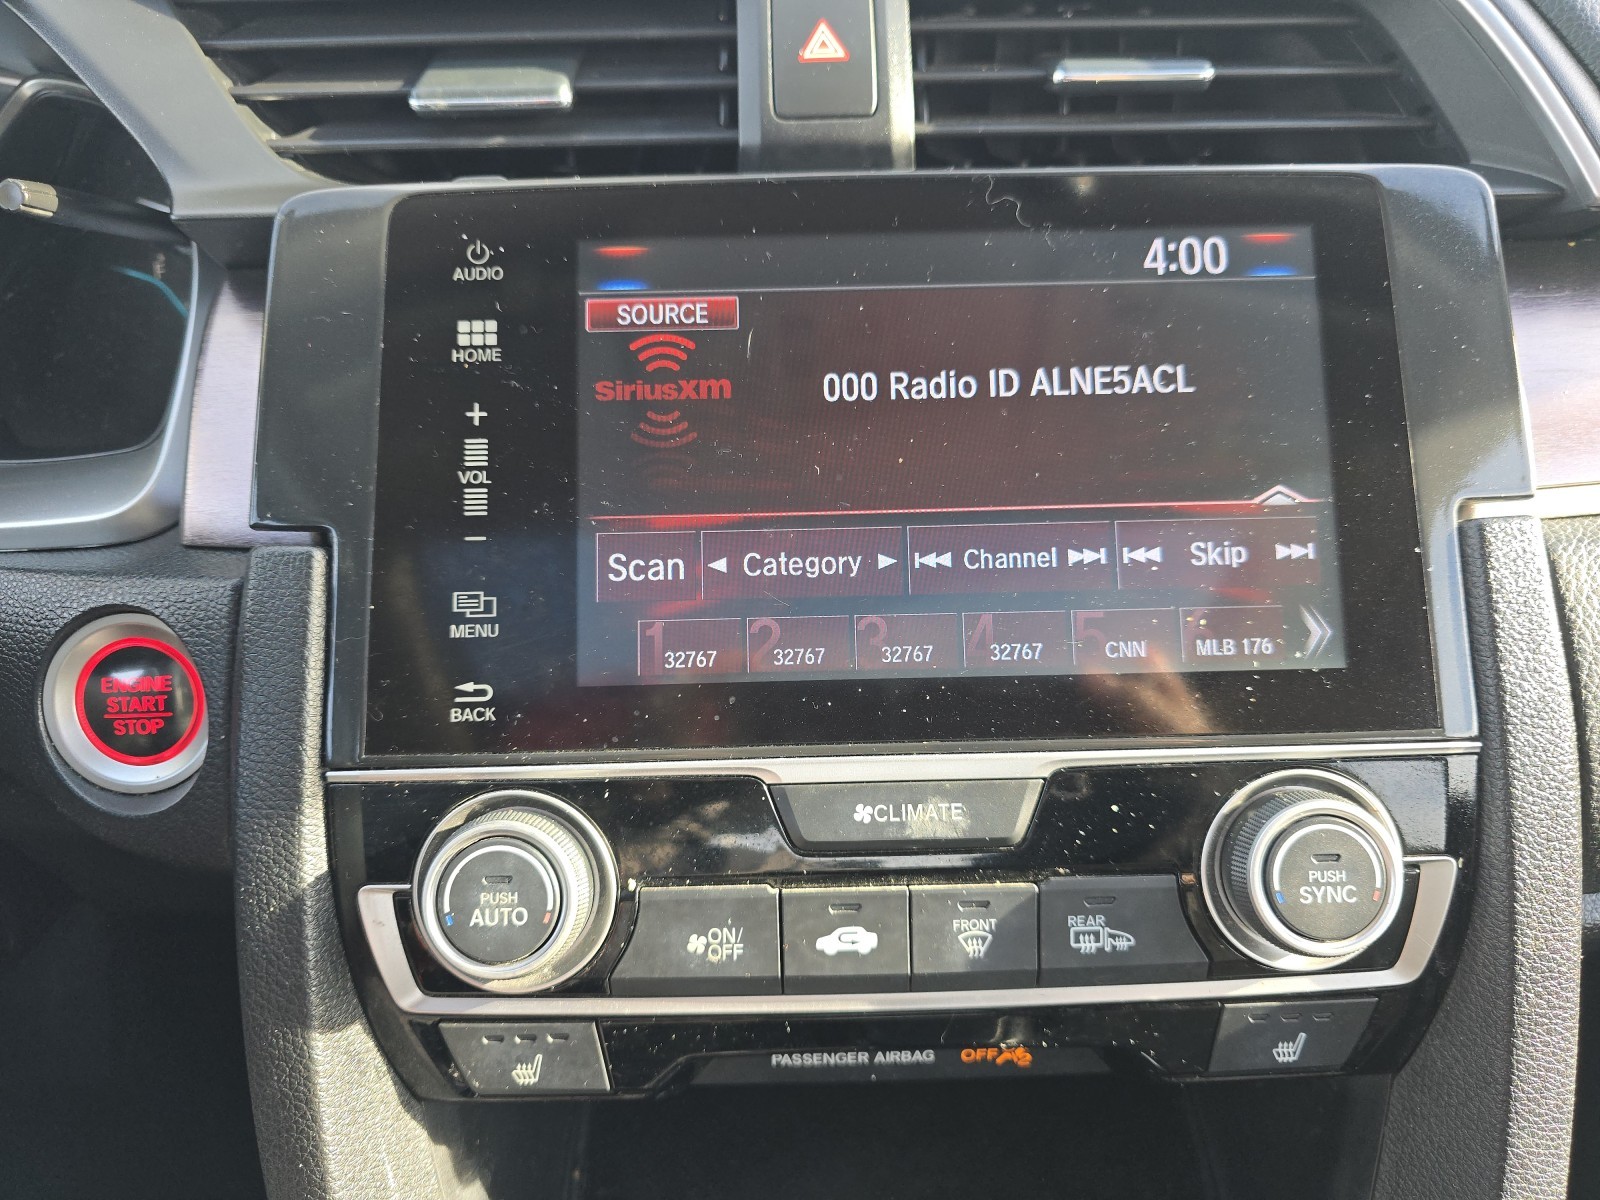 AUDIO
4:00
SOURCE
HOME
SiriusXm
000 Radio ID ALNE5ACL
+
VOL
-
Scan
Category
Channel
Skip
MENU
1 32767
2 32767
3 32767
4 32767
5 CNN
MLB 176
BACK
ENGINE
START
STOP
CLIMATE
PUSH
AUTO
ON/
OFF
FRONT
REAR
PUSH
SYNC
PASSENGER AIRBAG OFF